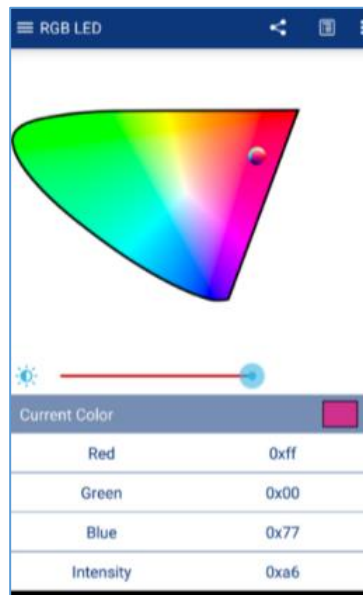 RGB LED
Current Color
Red 0xff
Green 0x00
Blue 0x77
Intensity 0xa6